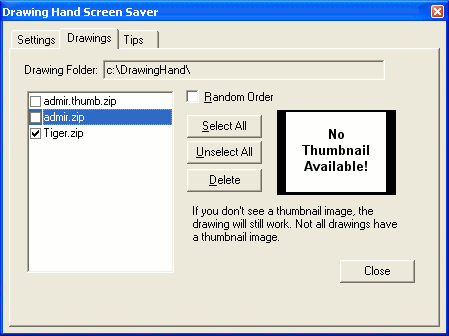 Drawing Hand Screen Saver
Settings
Drawings
Tips
Drawing Folder:
c:\DrawingHand\
admir.thumb.zip
admir.zip
Tiger.zip
Random Order
Select All
Unselect All
Delete
No
Thumbnail
Available!
If you don't see a thumbnail image, the
drawing will still work. Not all drawings have
a thumbnail image.
Close